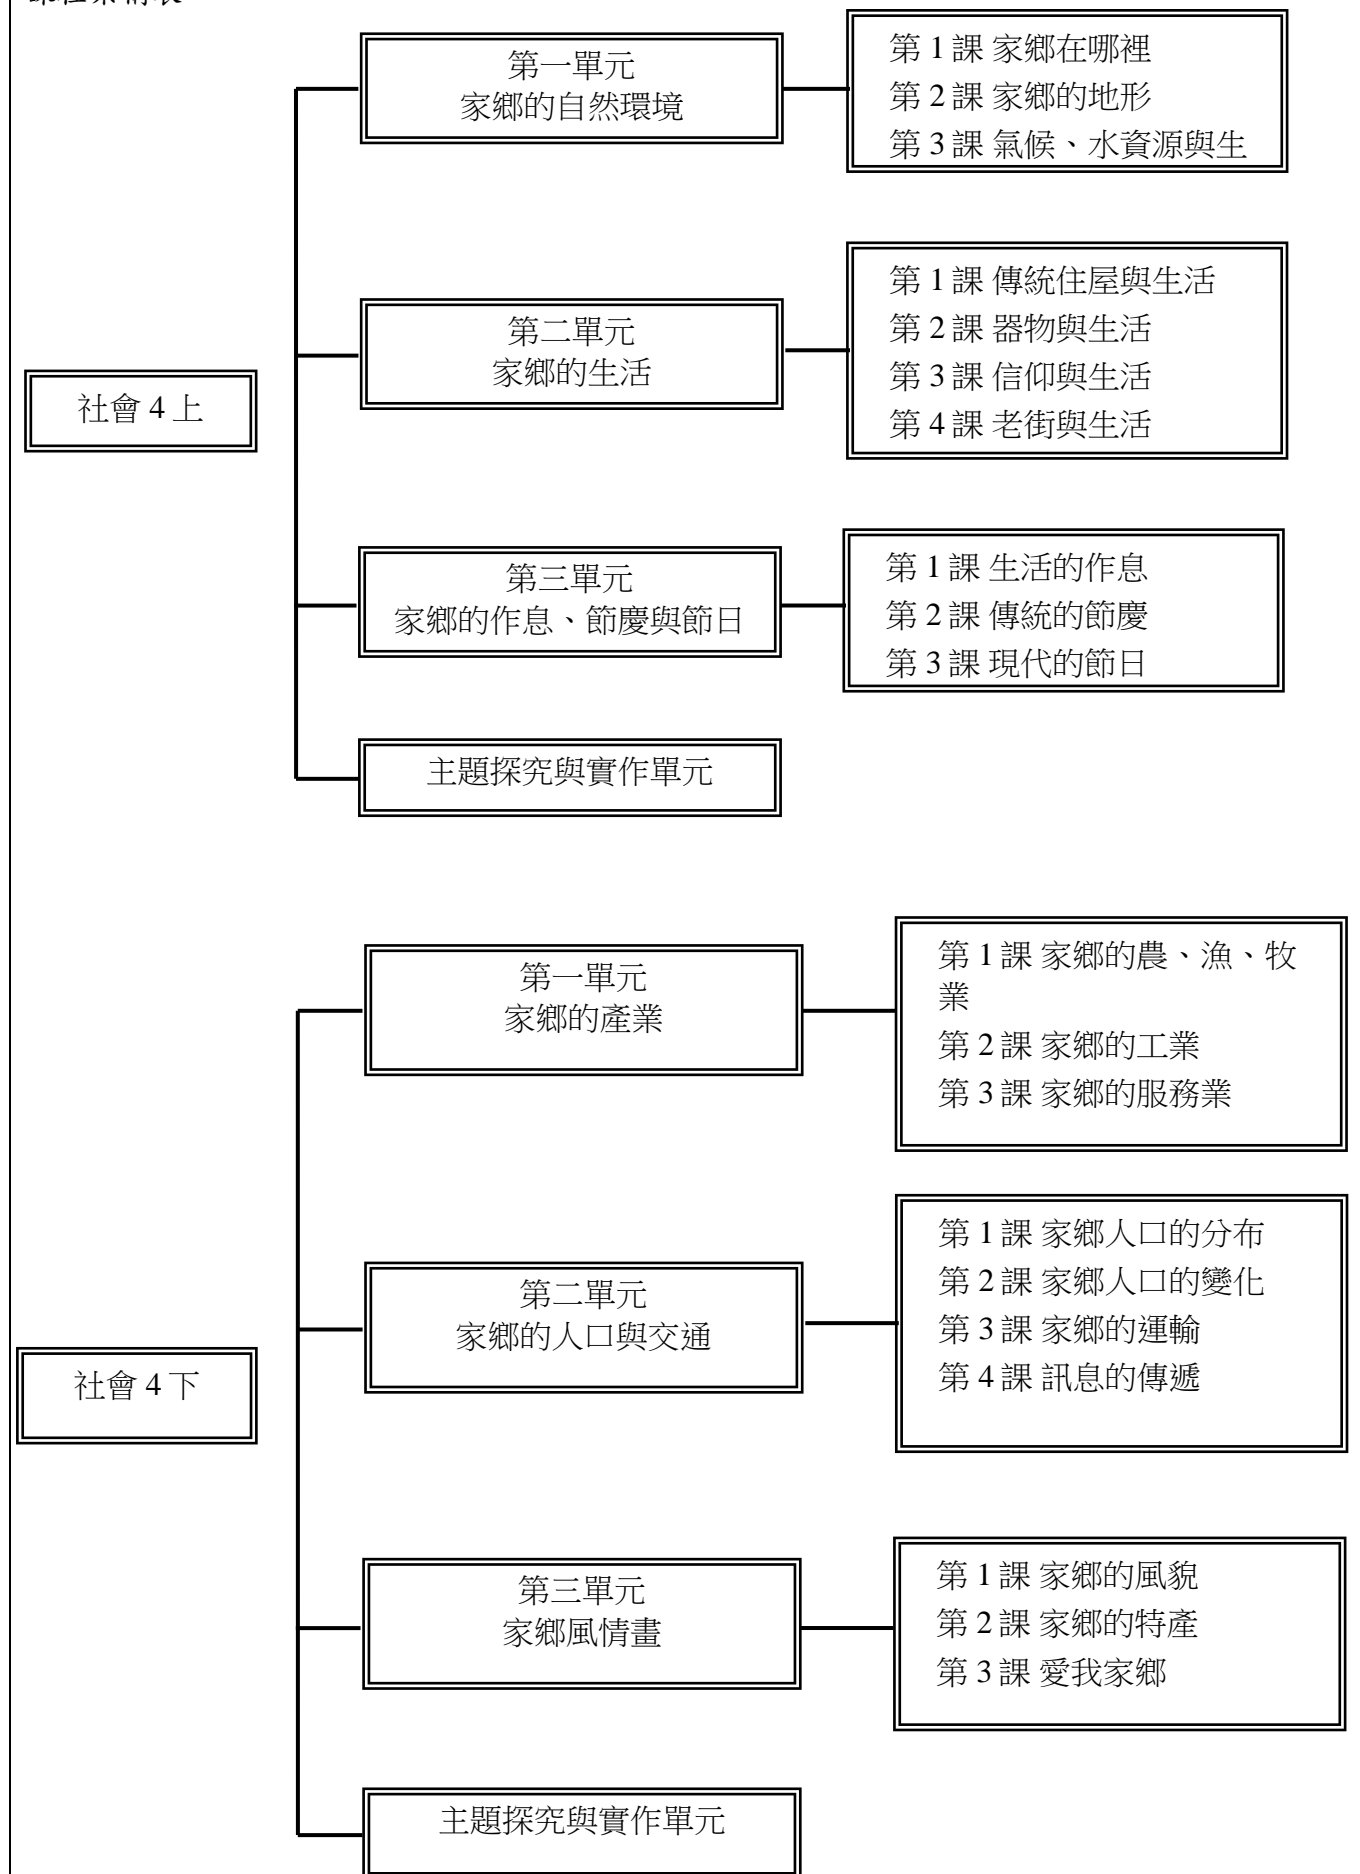 第一單元
家鄉的自然環境
第 1 課 家鄉在哪裡
第 2 課 家鄉的地形
第 3 課 氣候、水資源與生
第二單元
家鄉的生活
第 1 課 傳統住屋與生活
第 2 課 器物與生活
第 3 課 信仰與生活
第 4 課 老街與生活
社會 4 上
第三單元
家鄉的作息、節慶與節日
第 1 課 生活的作息
第 2 課 傳統的節慶
第 3 課 現代的節日
主題探究與實作單元
第一單元
家鄉的產業
第 1 課 家鄉的農、漁、牧
業
第 2 課 家鄉的工業
第 3 課 家鄉的服務業
第二單元
家鄉的人口與交通
第 1 課 家鄉人口的分布
第 2 課 家鄉人口的變化
第 3 課 家鄉的運輸
第 4 課 訊息的傳遞
社會 4 下
第三單元
家鄉風情畫
第 1 課 家鄉的風貌
第 2 課 家鄉的特產
第 3 課 愛我家鄉
主題探究與實作單元